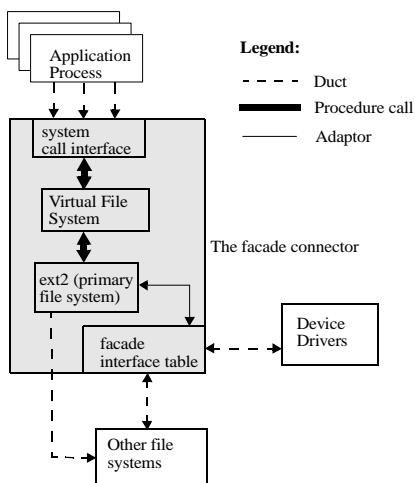 Application
Process
Legend:
Duct
Procedure call
Adaptor
system
call interface
Virtual File
System
The facade connector
ext2 (primary
file system)
facade
interface table
Device
Drivers
Other file
systems